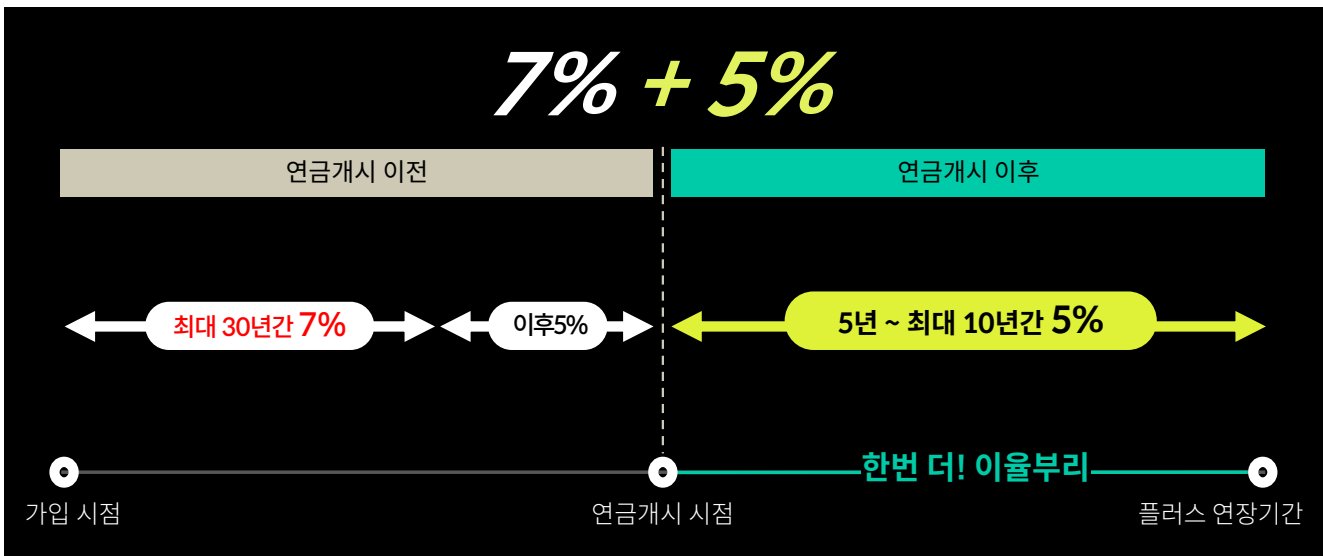 7% + 5%
연금개시 이전
연금개시 이후
최대 30년간 7%
이후5%
5년 ~ 최대 10년간 5%
한번 더! 이율부리
가입 시점
연금개시 시점
플러스 연장기간